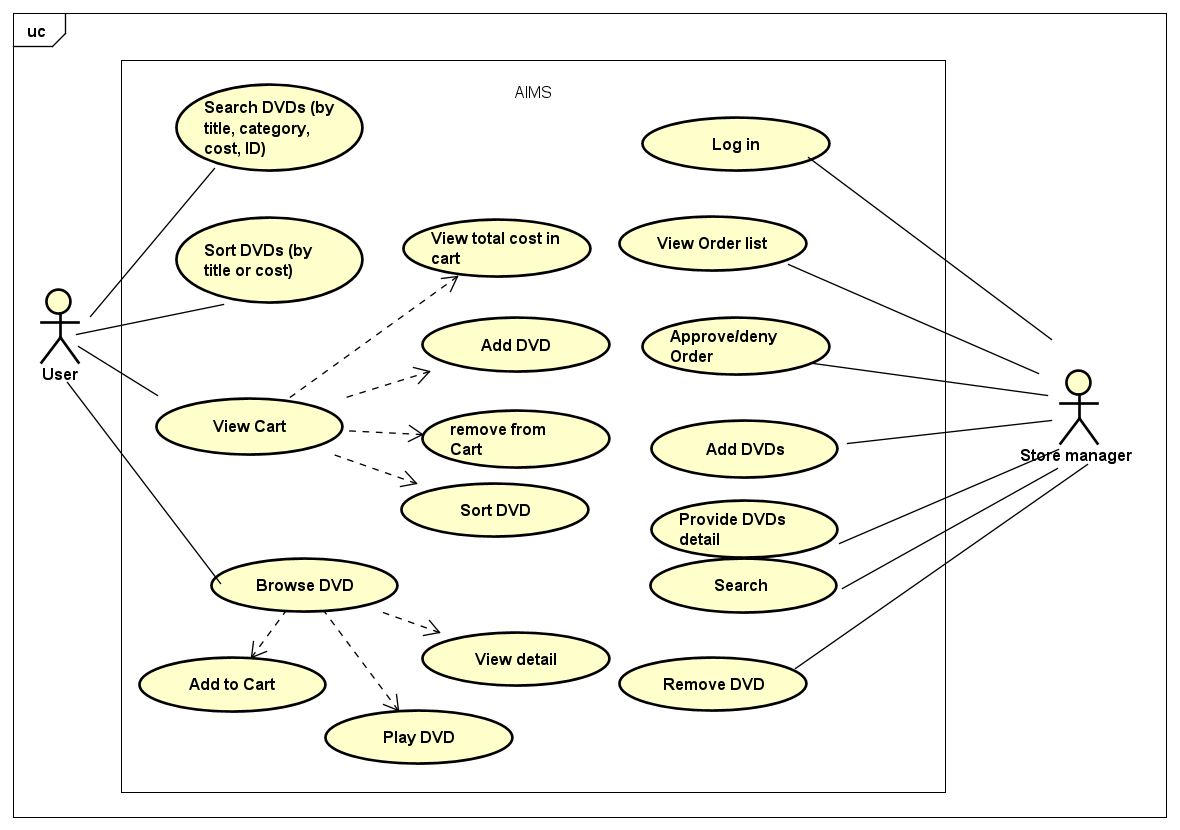 uc
AIMS
Search DVDs (by
title, category,
cost, ID)
Log in
Sort DVDs (by
title or cost)
View total cost in
cart
View Order list
Add DVD
Approve/deny
Order
User
View Cart
remove from
Cart
Add DVDs
Store manager
Sort DVD
Provide DVDs
detail
Browse DVD
Search
View detail
Add to Cart
Remove DVD
Play DVD